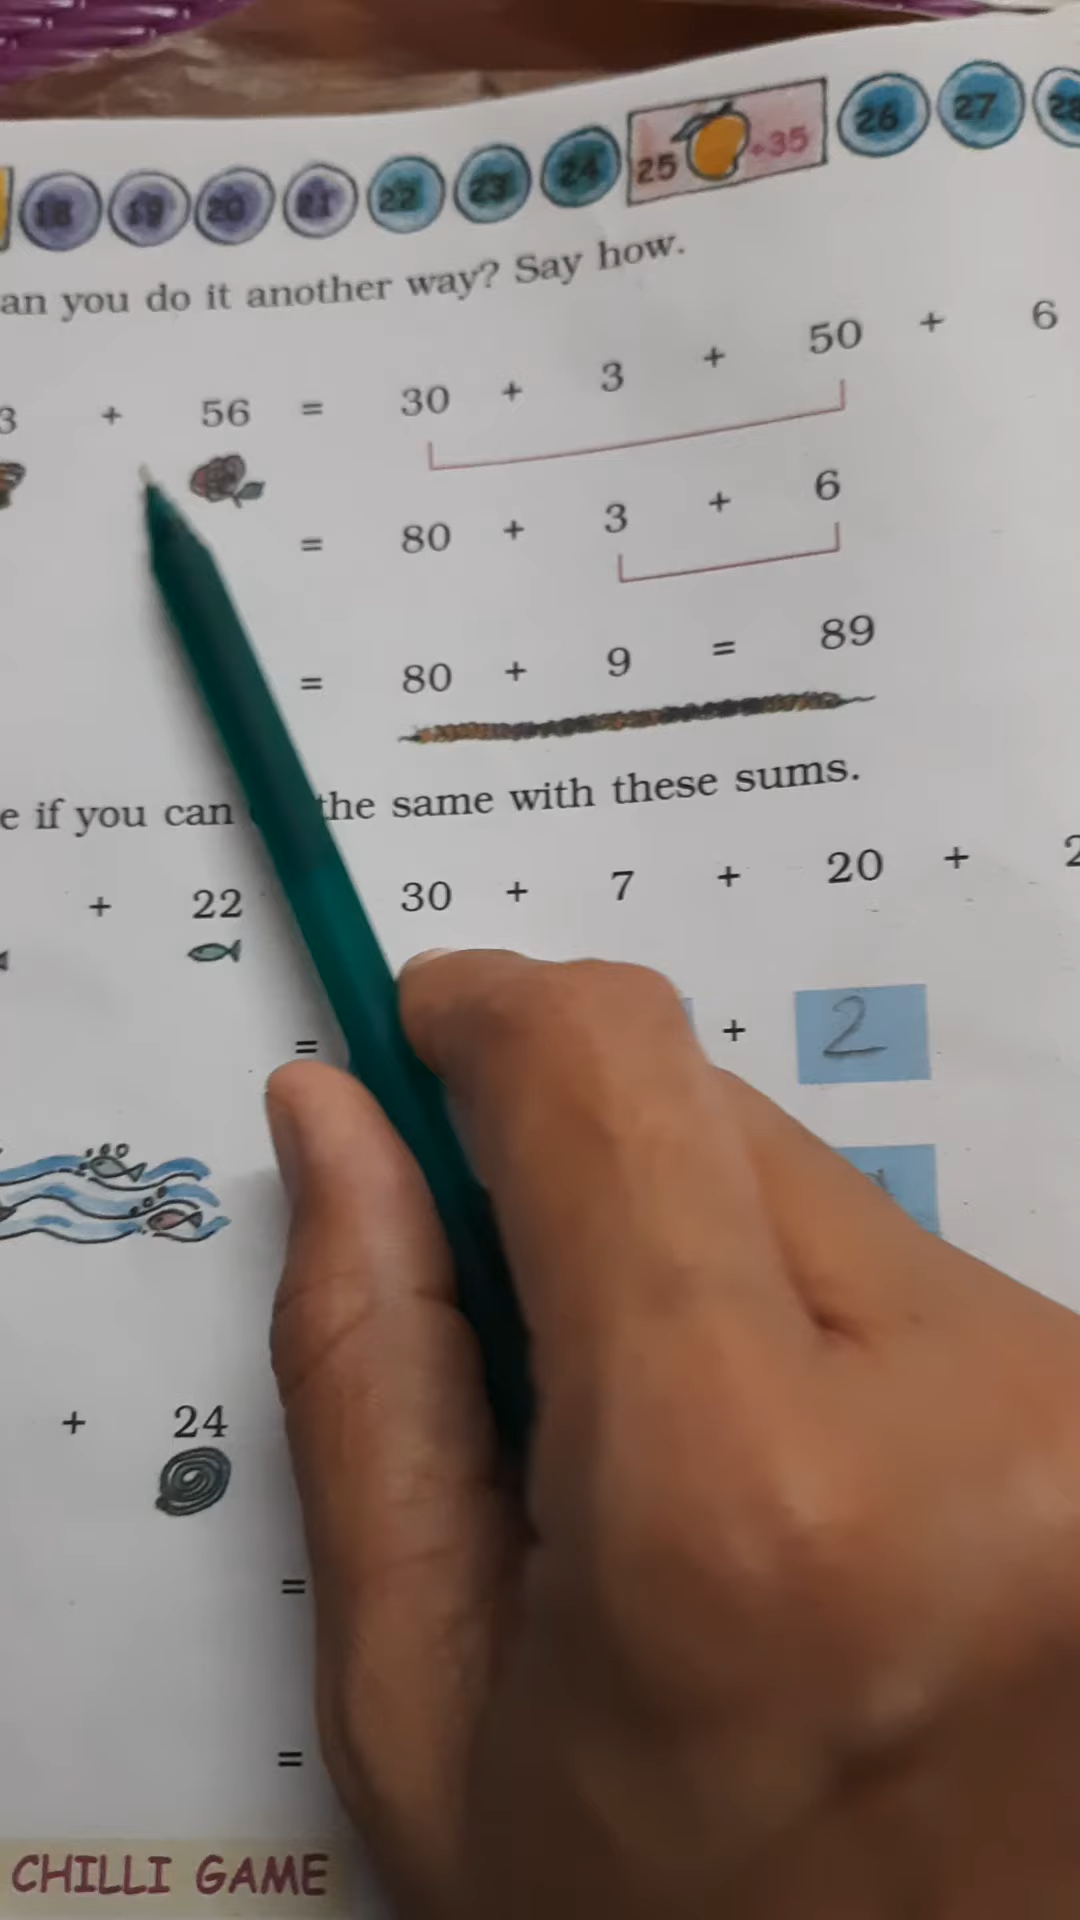 18 19 20 21 22 23 24 25 +35 26 27 28
an you do it another way? Say how.
3 + 56 = 30 + 3 + 50 + 6
= 80 + 3 + 6
= 80 + 9 = 89
e if you can the same with these sums.
+ 22 30 + 7 + 20 + 2
= + 2
+ 24
=
=
CHILLI GAME